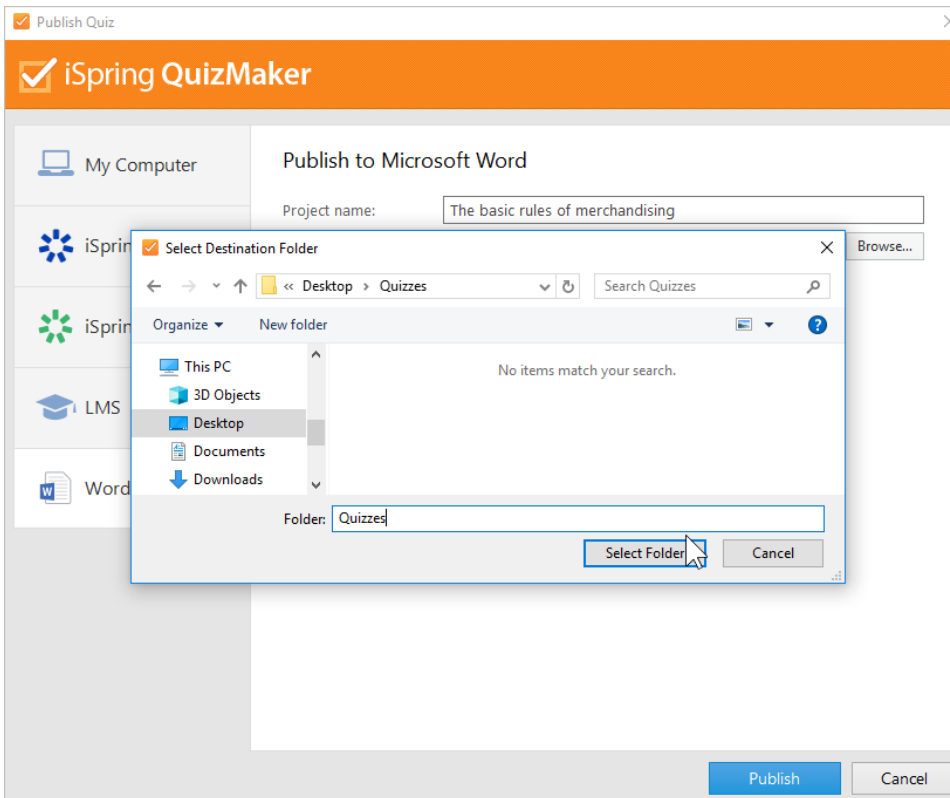 Publish Quiz
iSpring QuizMaker
My Computer
Publish to Microsoft Word
Project name:
The basic rules of merchandising
iSprin
Browse...
Select Destination Folder
« Desktop › Quizzes
Search Quizzes
Organize
New folder
iSprin
This PC
3D Objects
Desktop
Documents
Downloads
No items match your search.
LMS
Word
Folder:
Quizzes
Select Folder
Cancel
Publish
Cancel